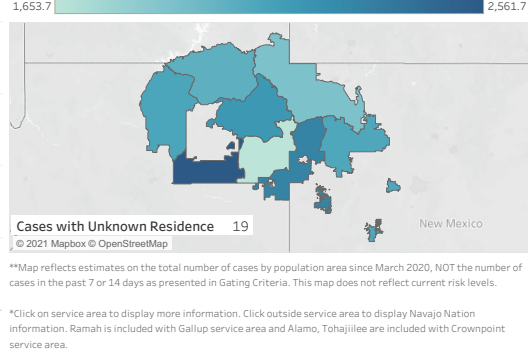 1,653.7 2,561.7
New Mexico
Cases with Unknown Residence 19
© 2021 Mapbox © OpenStreetMap
**Map reflects estimates on the total number of cases by population area since March 2020, NOT the number of
cases in the past 7 or 14 days as presented in Gating Criteria. This map does not reflect current risk levels.
*Click on service area to display more information. Click outside service area to display Navajo Nation
information. Ramah is included with Gallup service area and Alamo, Tohajiilee are included with Crownpoint
service area.